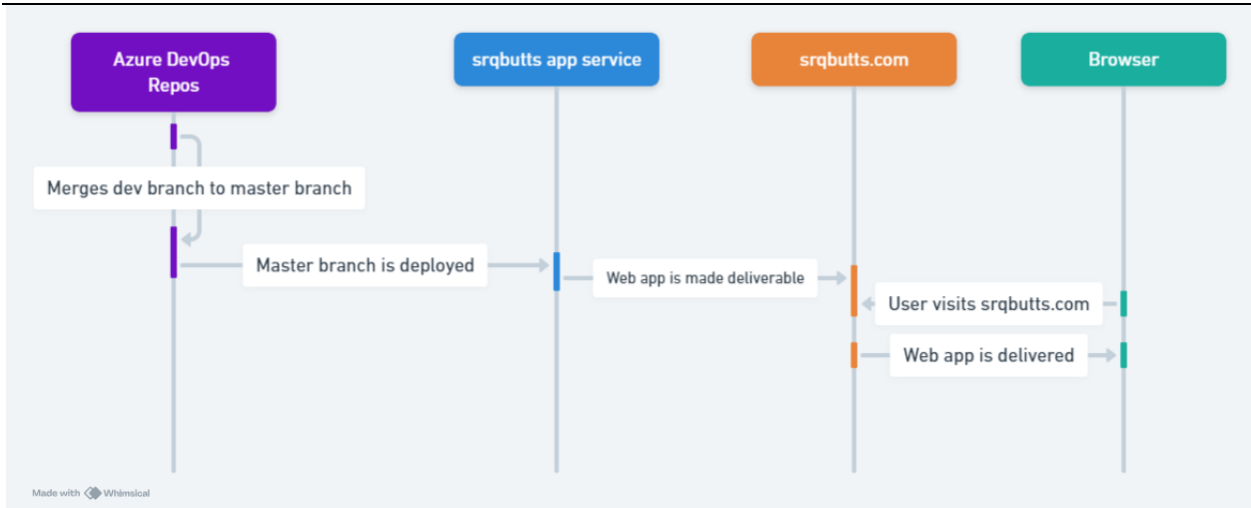 Azure DevOps
Repos
srqbutts app service
srqbutts.com
Browser
Merges dev branch to master branch
Master branch is deployed
Web app is made deliverable
User visits srqbutts.com
Web app is delivered
Made with Whimsical